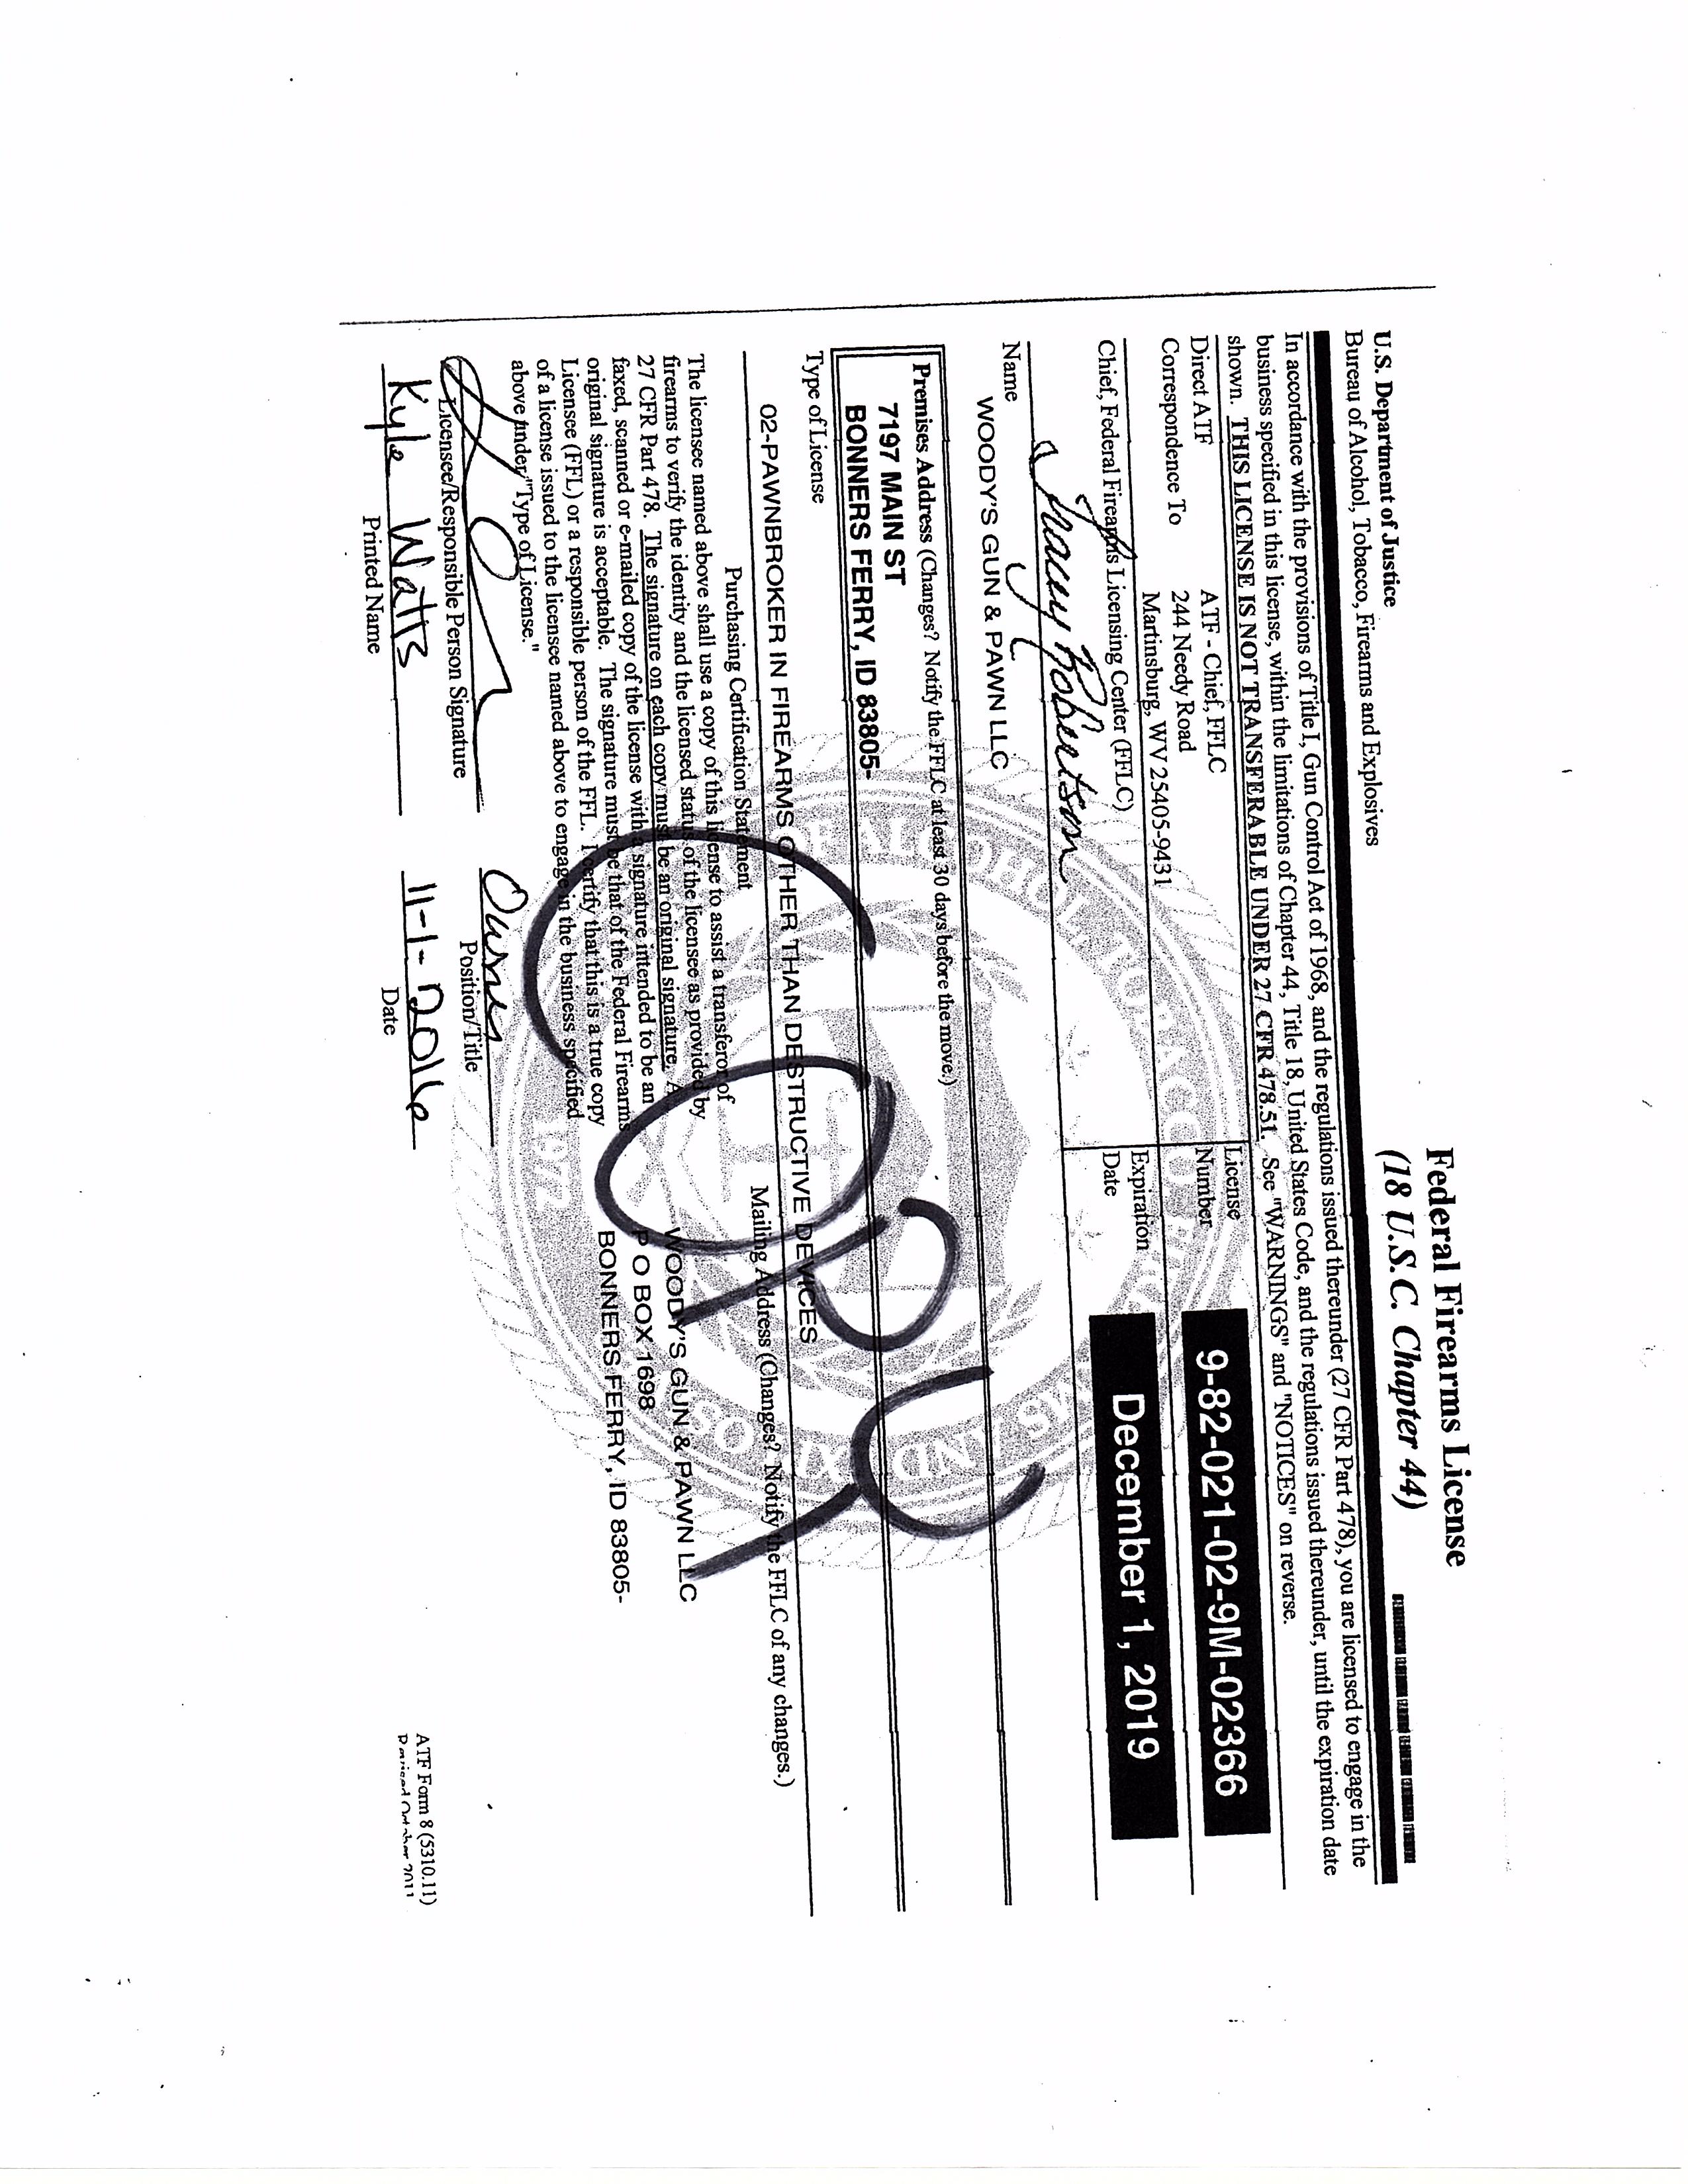 Federal Firearms License
(18 U.S.C. Chapter 44)
U.S. Department of Justice
Bureau of Alcohol, Tobacco, Firearms and Explosives
In accordance with the provisions of Title I, Gun Control Act of 1968, and the regulations issued thereunder (27 CFR Part 478), you are licensed to engage in the
business specified in this license, within the limitations of Chapter 44, Title 18, United States Code, and the regulations issued thereunder, until the expiration date
shown. THIS LICENSE IS NOT TRANSFERABLE UNDER 27 CFR 478.51. See "WARNINGS" and "NOTICES" on reverse.
Direct ATF
Correspondence To
ATF - Chief, FFLC
244 Needy Road
Martinsburg, WV 25405-9431
License
Number
9-82-021-02-9M-02366
Chief, Federal Firearms Licensing Center (FFLC)
Tracey Robertson
Expiration
Date
December 1, 2019
Name
WOODY'S GUN & PAWN LLC
Premises Address (Changes? Notify the FFLC at least 30 days before the move.)
7197 MAIN ST
BONNERS FERRY, ID 83805-
Type of License
02-PAWNBROKER IN FIREARMS OTHER THAN DESTRUCTIVE DEVICES
Purchasing Certification Statement
The licensee named above shall use a copy of this license to assist a transferor of
firearms to verify the identity and the licensed status of the licensee as provided by
27 CFR Part 478. The signature on each copy must be an original signature. A
faxed, scanned or e-mailed copy of the license with a signature intended to be an
original signature is acceptable. The signature must be that of the Federal Firearms
Licensee (FFL) or a responsible person of the FFL. I certify that this is a true copy
of a license issued to the licensee named above to engage in the business specified
above under "Type of License."
Mailing Address (Changes? Notify the FFLC of any changes.)
WOODY'S GUN & PAWN LLC
P O BOX 1698
BONNERS FERRY, ID 83805-
COPY
Owner
Licensee/Responsible Person Signature
Position/Title
Kyle Watts
11-1-2016
Printed Name
Date
ATF Form 8 (5310.11)
Revised October 2011